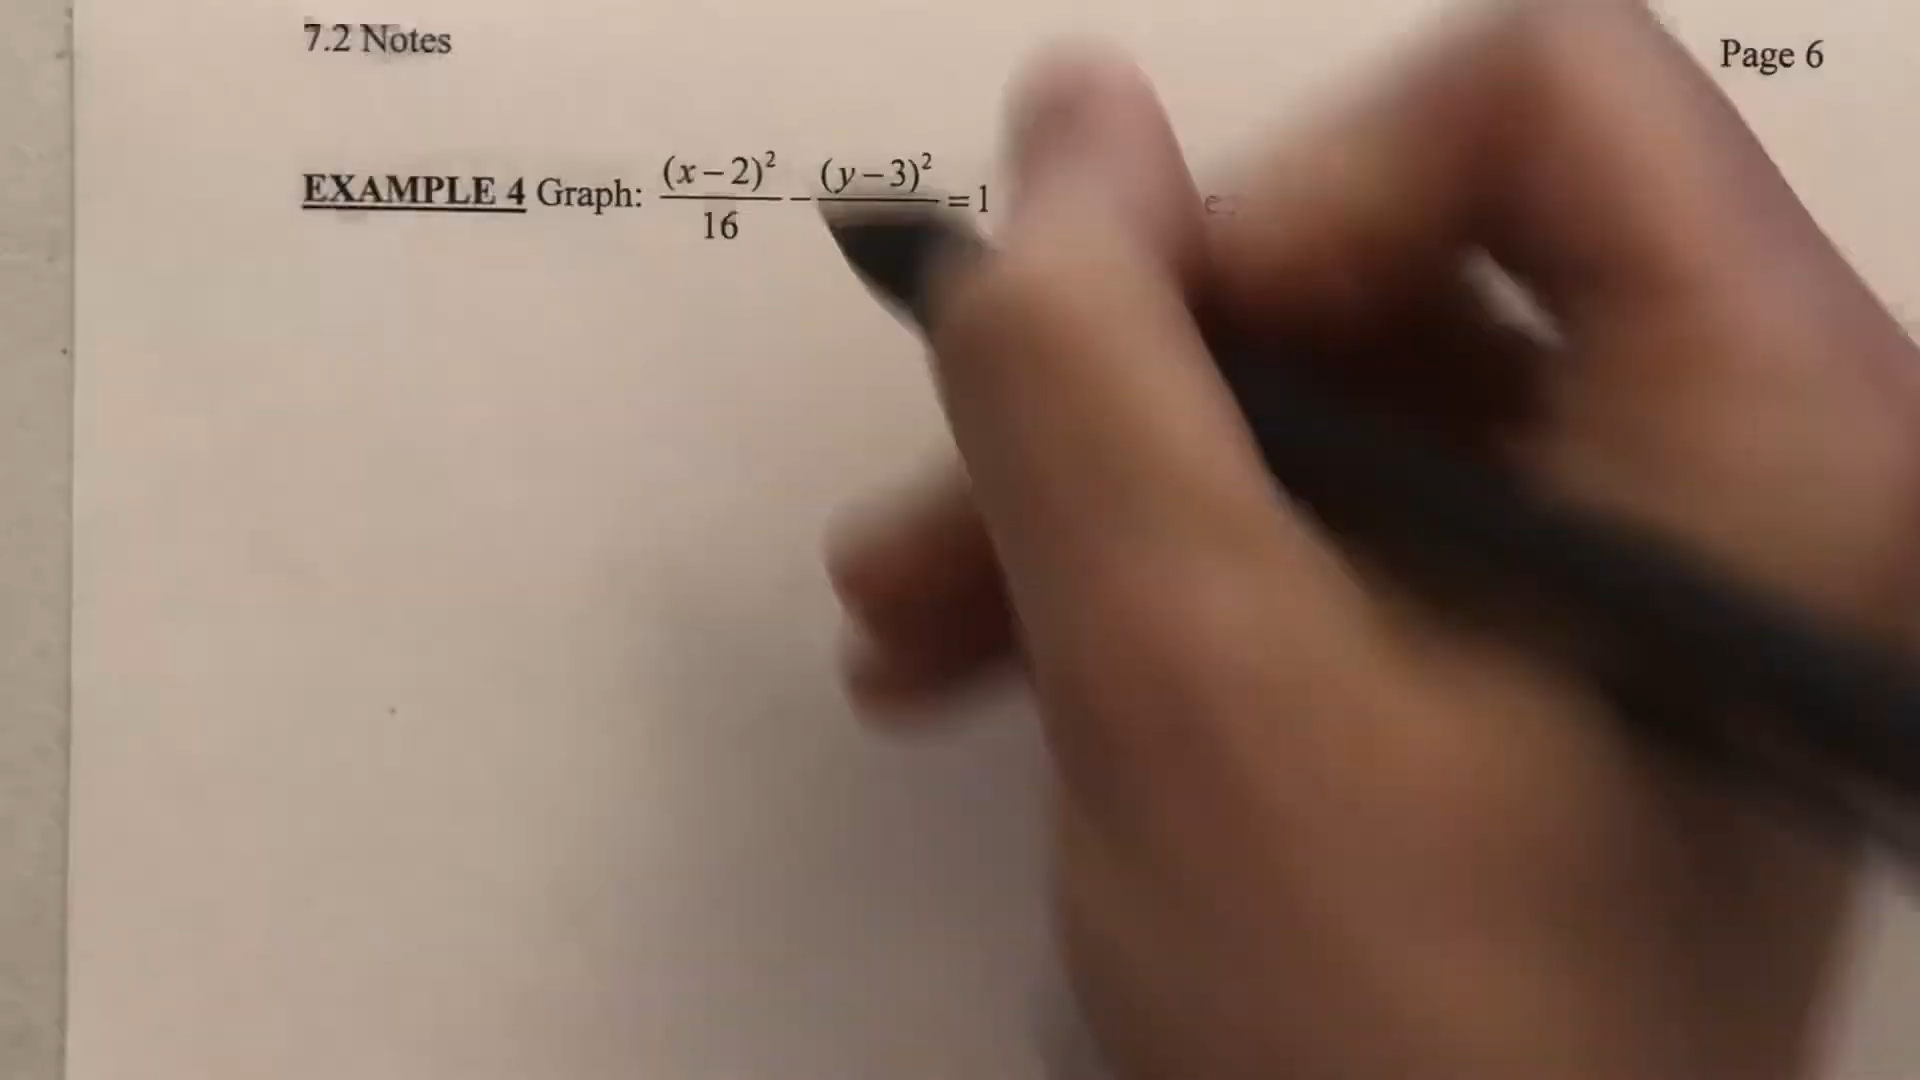 7.2 Notes
Page 6
EXAMPLE 4 Graph: (x – 2)² / 16 – (y – 3)² = 1